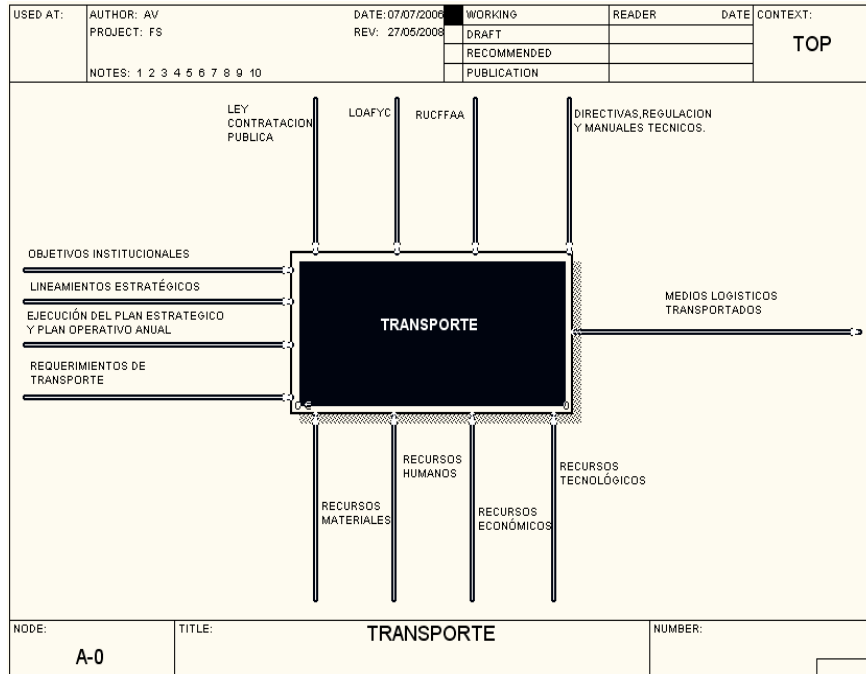 USED AT:
AUTHOR: AV
DATE:07/07/2006
PROJECT: FS
REV: 27/05/2008
NOTES: 1 2 3 4 5 6 7 8 9 10
WORKING
DRAFT
RECOMMENDED
PUBLICATION
READER
DATE
CONTEXT:
TOP
LEY
CONTRATACION
PUBLICA
LOAFYC
RUCFFAA
DIRECTIVAS,REGULACION
Y MANUALES TECNICOS.
OBJETIVOS INSTITUCIONALES
LINEAMIENTOS ESTRATÉGICOS
EJECUCIÓN DEL PLAN ESTRATEGICO
Y PLAN OPERATIVO ANUAL
REQUERIMIENTOS DE
TRANSPORTE
TRANSPORTE
0
MEDIOS LOGISTICOS
TRANSPORTADOS
RECURSOS
MATERIALES
RECURSOS
HUMANOS
RECURSOS
ECONÓMICOS
RECURSOS
TECNOLÓGICOS
NODE:
A-0
TITLE:
TRANSPORTE
NUMBER: